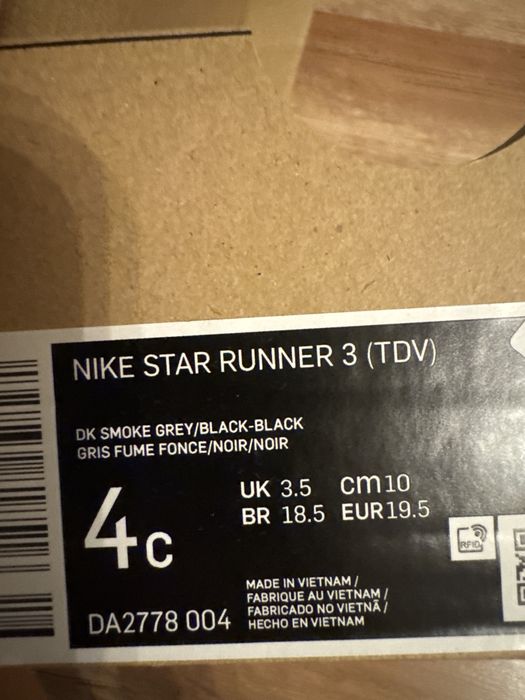 NIKE STAR RUNNER 3 (TDV)
DK SMOKE GREY/BLACK-BLACK
GRIS FUME FONCE/NOIR/NOIR
4C
UK 3.5 cm 10
BR 18.5 EUR 19.5
RFID
MADE IN VIETNAM /
FABRIQUE AU VIETNAM /
FABRICADO NO VIETNÃ /
HECHO EN VIETNAM
DA2778 004